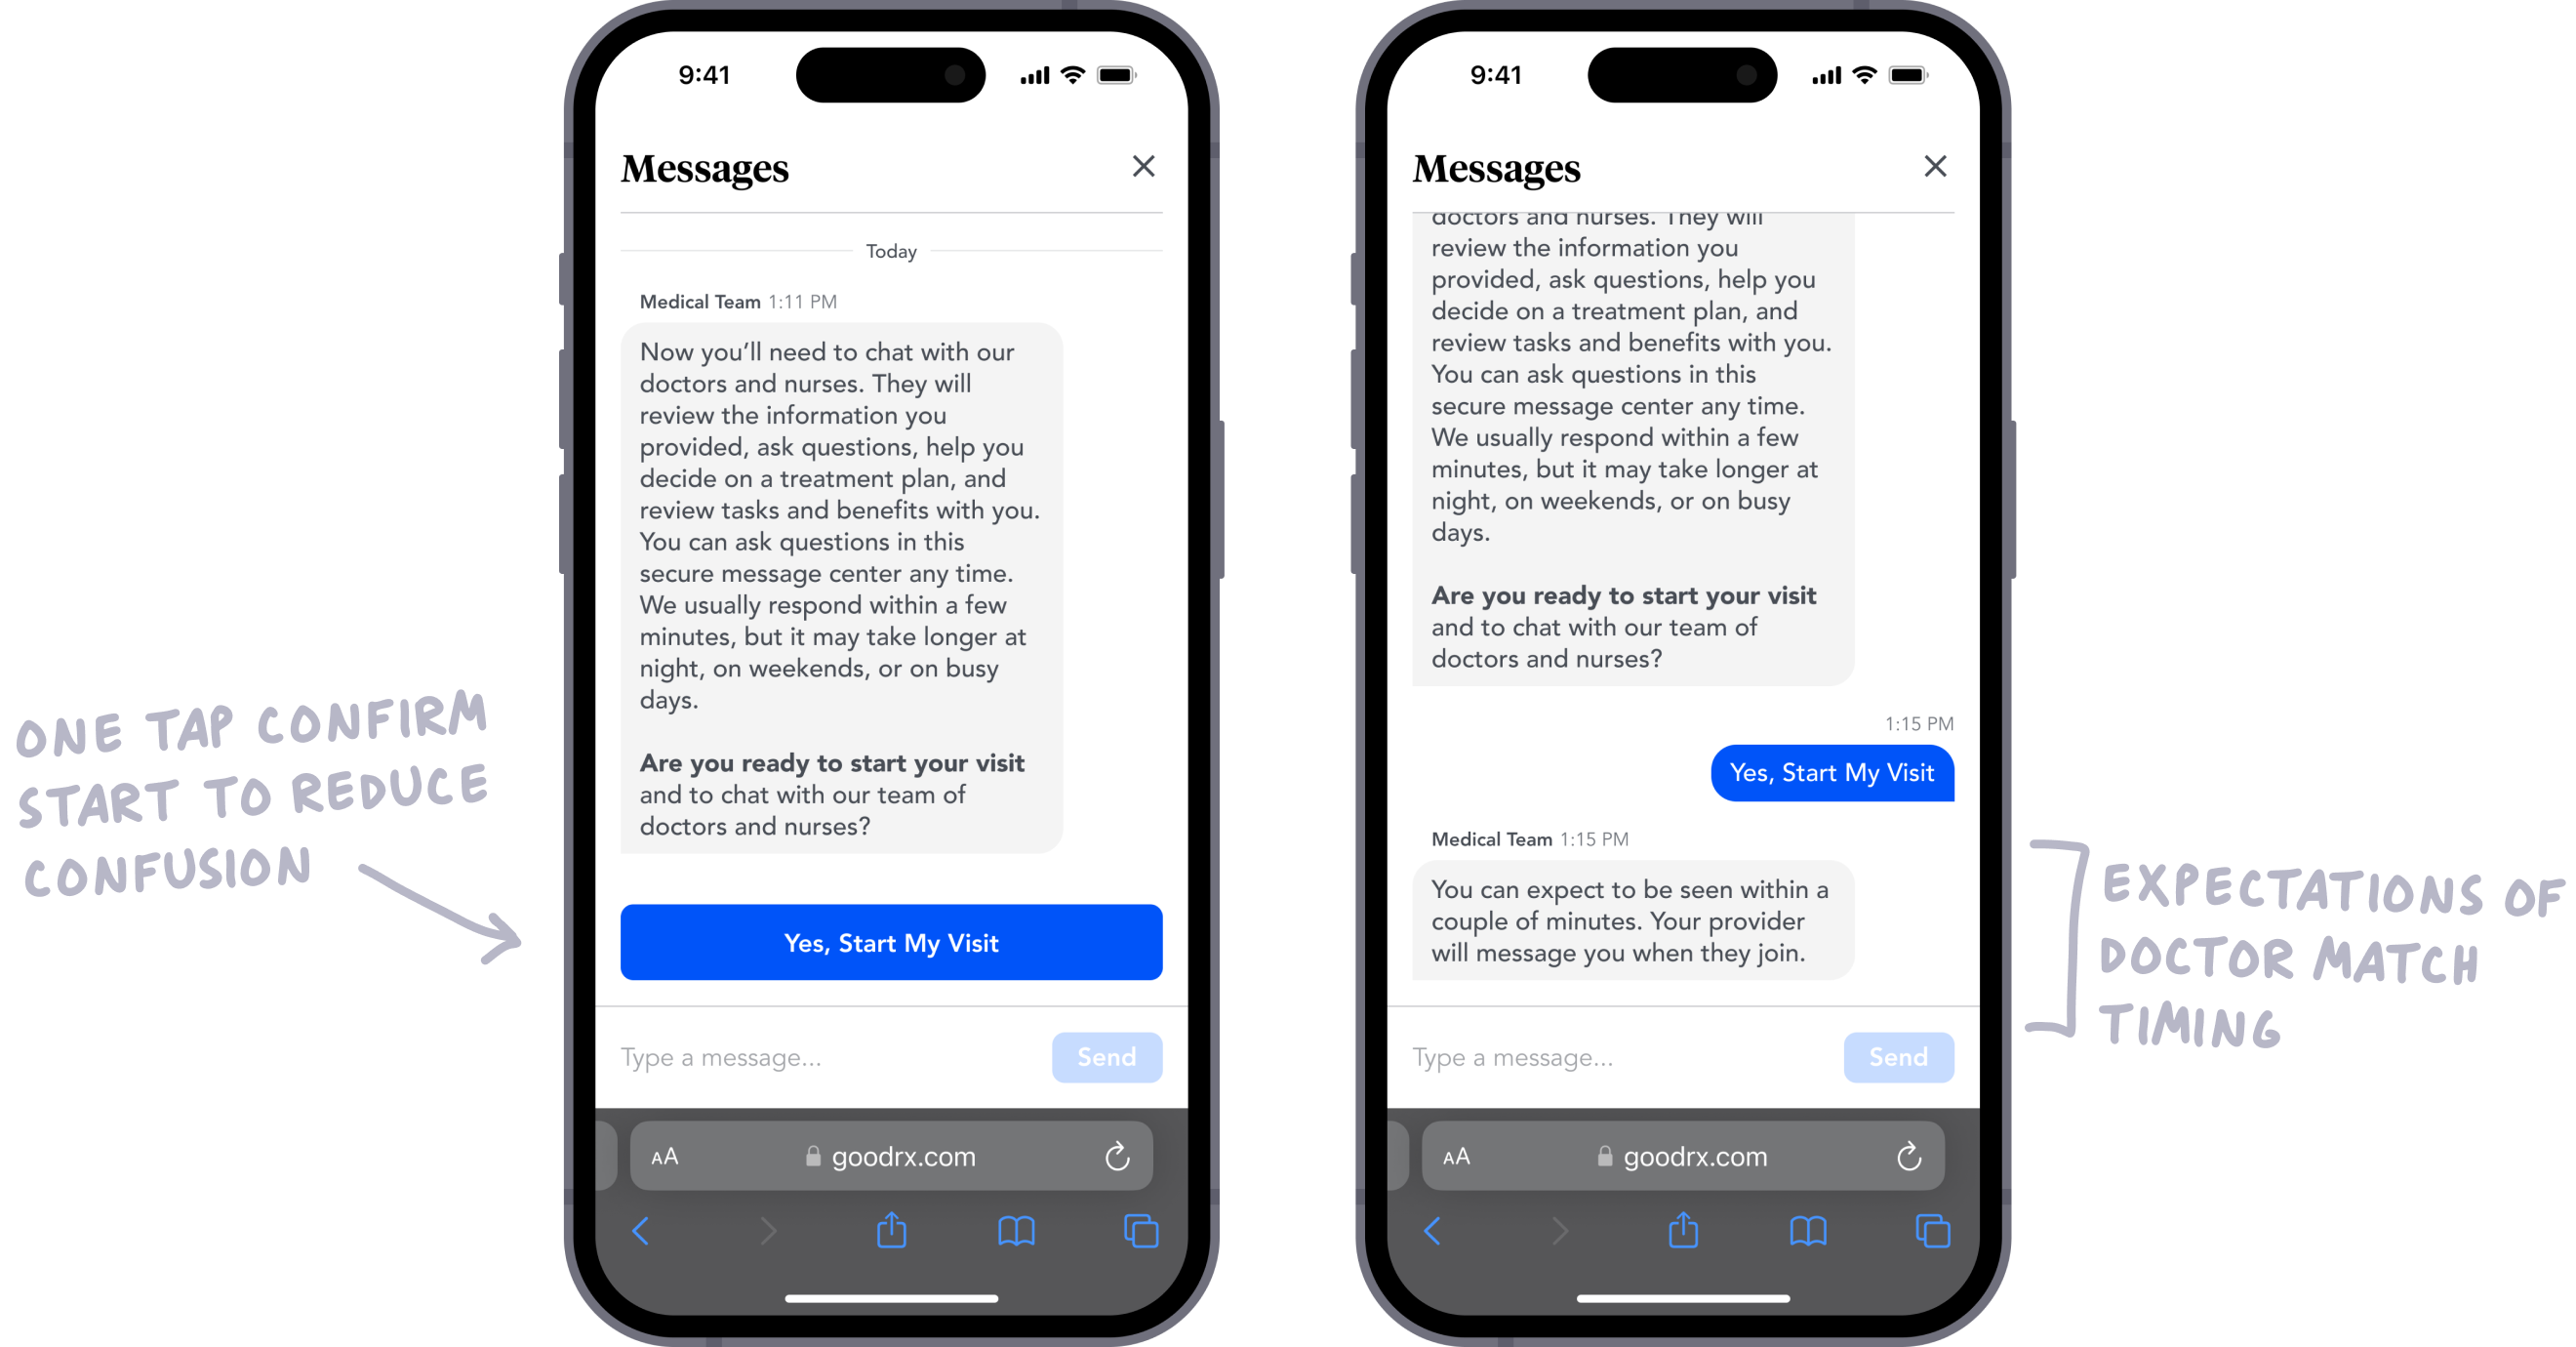 ONE TAP CONFIRM
START TO REDUCE
CONFUSION
9:41
Messages
Today
Medical Team 1:11 PM
Now you’ll need to chat with our
doctors and nurses. They will
review the information you
provided, ask questions, help you
decide on a treatment plan, and
review tasks and benefits with you.
You can ask questions in this
secure message center any time.
We usually respond within a few
minutes, but it may take longer at
night, on weekends, or on busy
days.
Are you ready to start your visit
and to chat with our team of
doctors and nurses?
Yes, Start My Visit
Type a message...
Send
AA
goodrx.com
9:41
Messages
doctors and nurses. They will
review the information you
provided, ask questions, help you
decide on a treatment plan, and
review tasks and benefits with you.
You can ask questions in this
secure message center any time.
We usually respond within a few
minutes, but it may take longer at
night, on weekends, or on busy
days.
Are you ready to start your visit
and to chat with our team of
doctors and nurses?
1:15 PM
Yes, Start My Visit
Medical Team 1:15 PM
You can expect to be seen within a
couple of minutes. Your provider
will message you when they join.
Type a message...
Send
AA
goodrx.com
EXPECTATIONS OF
DOCTOR MATCH
TIMING